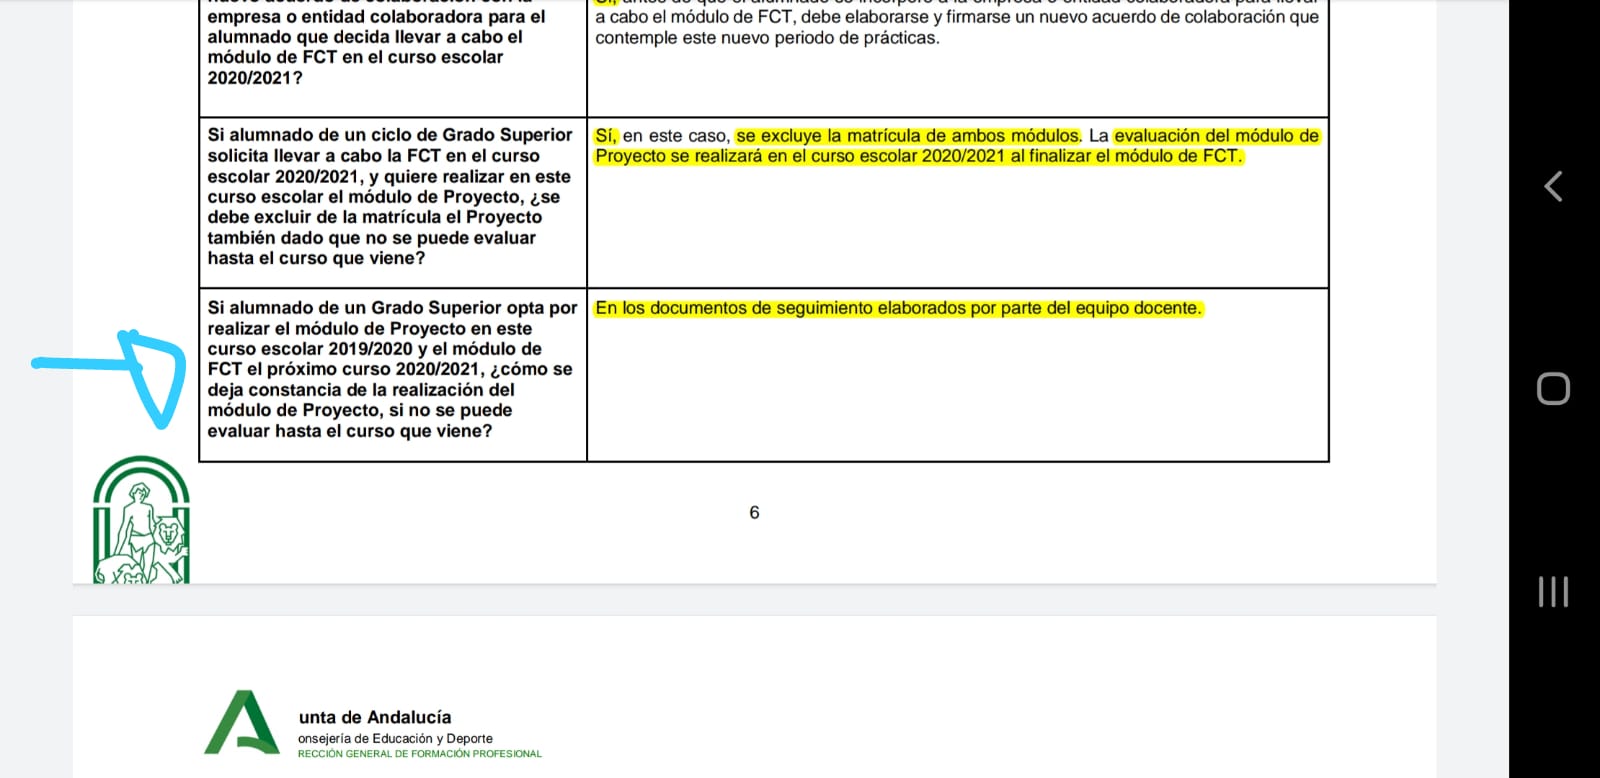 empresa o entidad colaboradora para el
alumnado que decida llevar a cabo el
módulo de FCT en el curso escolar
2020/2021?
a cabo el módulo de FCT, debe elaborarse y firmarse un nuevo acuerdo de colaboración que
contemple este nuevo periodo de prácticas.
Si alumnado de un ciclo de Grado Superior
solicita llevar a cabo la FCT en el curso
escolar 2020/2021, y quiere realizar en este
curso escolar el módulo de Proyecto, ¿se
debe excluir de la matrícula el Proyecto
también dado que no se puede evaluar
hasta el curso que viene?
Sí, en este caso, se excluye la matrícula de ambos módulos. La evaluación del módulo de
Proyecto se realizará en el curso escolar 2020/2021 al finalizar el módulo de FCT.
Si alumnado de un Grado Superior opta por
realizar el módulo de Proyecto en este
curso escolar 2019/2020 y el módulo de
FCT el próximo curso 2020/2021, ¿cómo se
deja constancia de la realización del
módulo de Proyecto, si no se puede
evaluar hasta el curso que viene?
En los documentos de seguimiento elaborados por parte del equipo docente.
6
unta de Andalucía
onsejería de Educación y Deporte
RECCIÓN GENERAL DE FORMACIÓN PROFESIONAL